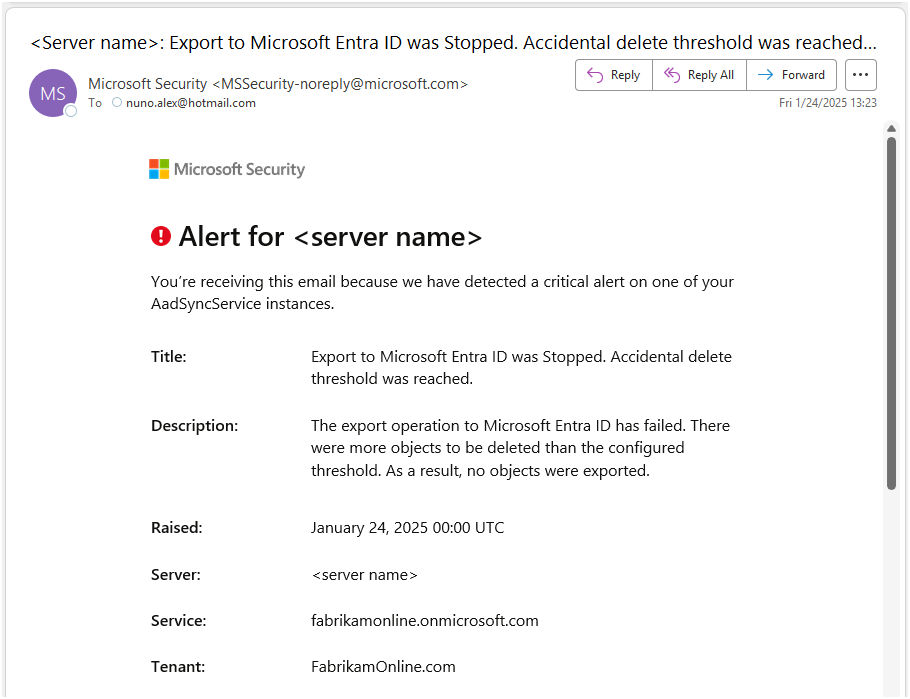 <Server name>: Export to Microsoft Entra ID was Stopped. Accidental delete threshold was reached...
MS
Microsoft Security <MSSecurity-noreply@microsoft.com>
To nuno.alex@hotmail.com
Reply
Reply All
Forward
Fri 1/24/2025 13:23
Microsoft Security
Alert for <server name>
You’re receiving this email because we have detected a critical alert on one of your
AadSyncService instances.
Title: Export to Microsoft Entra ID was Stopped. Accidental delete
threshold was reached.
Description: The export operation to Microsoft Entra ID has failed. There
were more objects to be deleted than the configured
threshold. As a result, no objects were exported.
Raised: January 24, 2025 00:00 UTC
Server: <server name>
Service: fabrikamonline.onmicrosoft.com
Tenant: FabrikamOnline.com